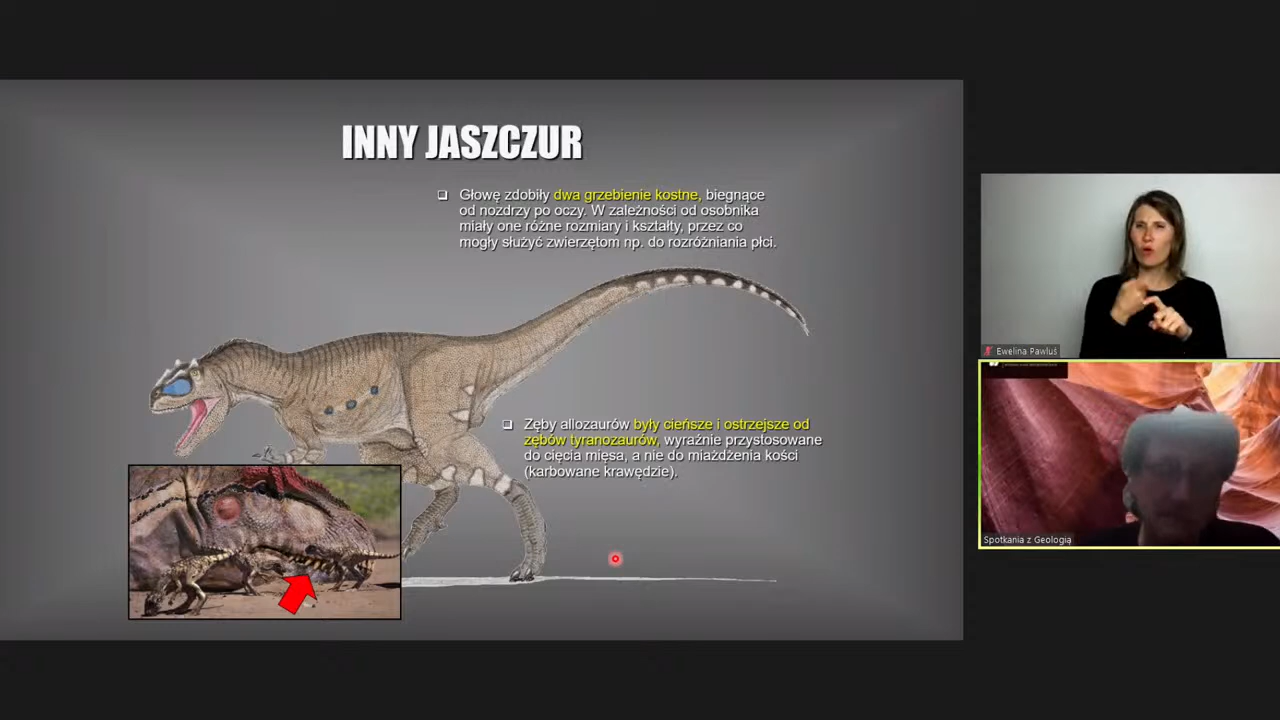 INNY JASZCZUR
❑ Głowę zdobiły dwa grzebienie kostne, biegnące
od nozdrzy po oczy. W zależności od osobnika
miały one różne rozmiary i kształty, przez co
mogły służyć zwierzętom np. do rozróżniania płci.
❑ Zęby allozaurów były cieńsze i ostrzejsze od
zębów tyranozaurów, wyraźnie przystosowane
do cięcia mięsa, a nie do miażdżenia kości
(karbowane krawędzie).
Ewelina Pawluś
Spotkania z Geologią